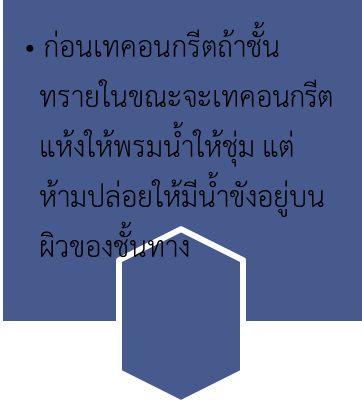 • ก่อนเทคอนกรีตถ้าชั้น
ทรายในขณะจะเทคอนกรีต
แห้งให้พรมน้ำให้ชุ่ม แต่
ห้ามปล่อยให้มีน้ำขังอยู่บน
ผิวของชั้นทาง